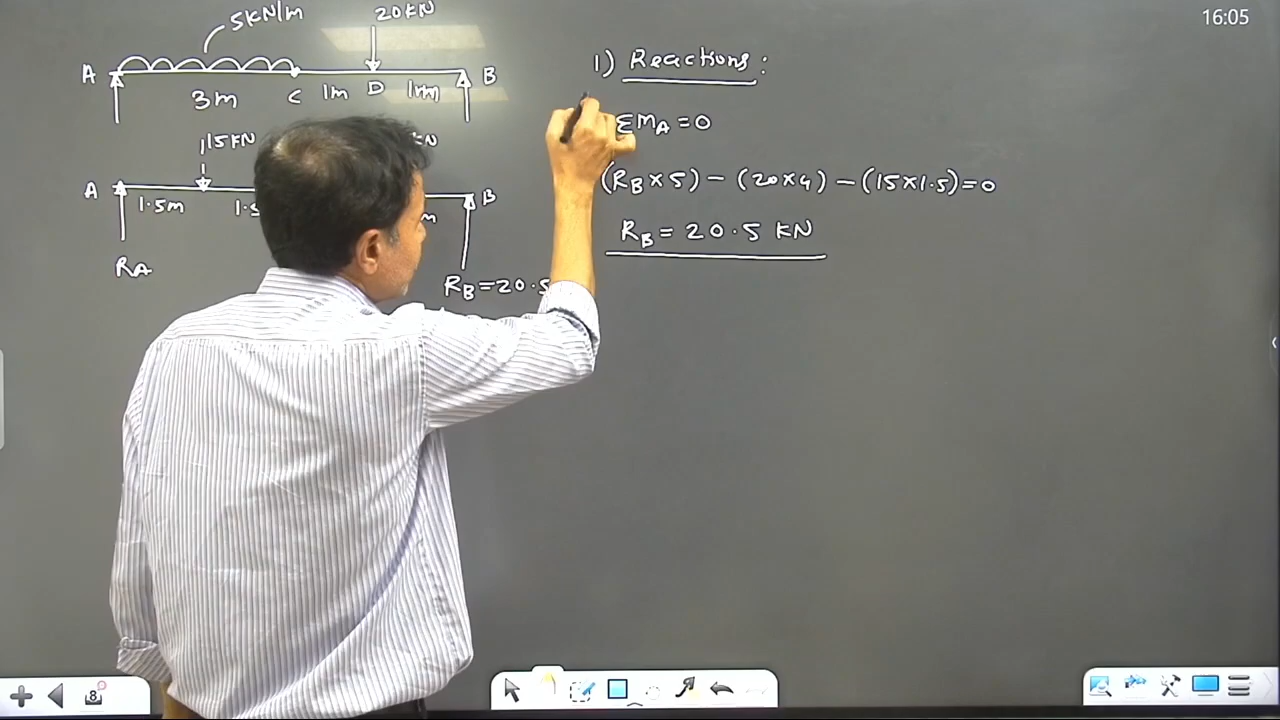 16:05
5KN/m
20KN
A
B
3m C 1m D 1m
15KN
KN
A
B
1.5m
m
RA
RB=20.5
1) Reactions:
ΣMA=0
(RB×5) - (20×4) - (15×1.5)=0
RB = 20.5 KN
8